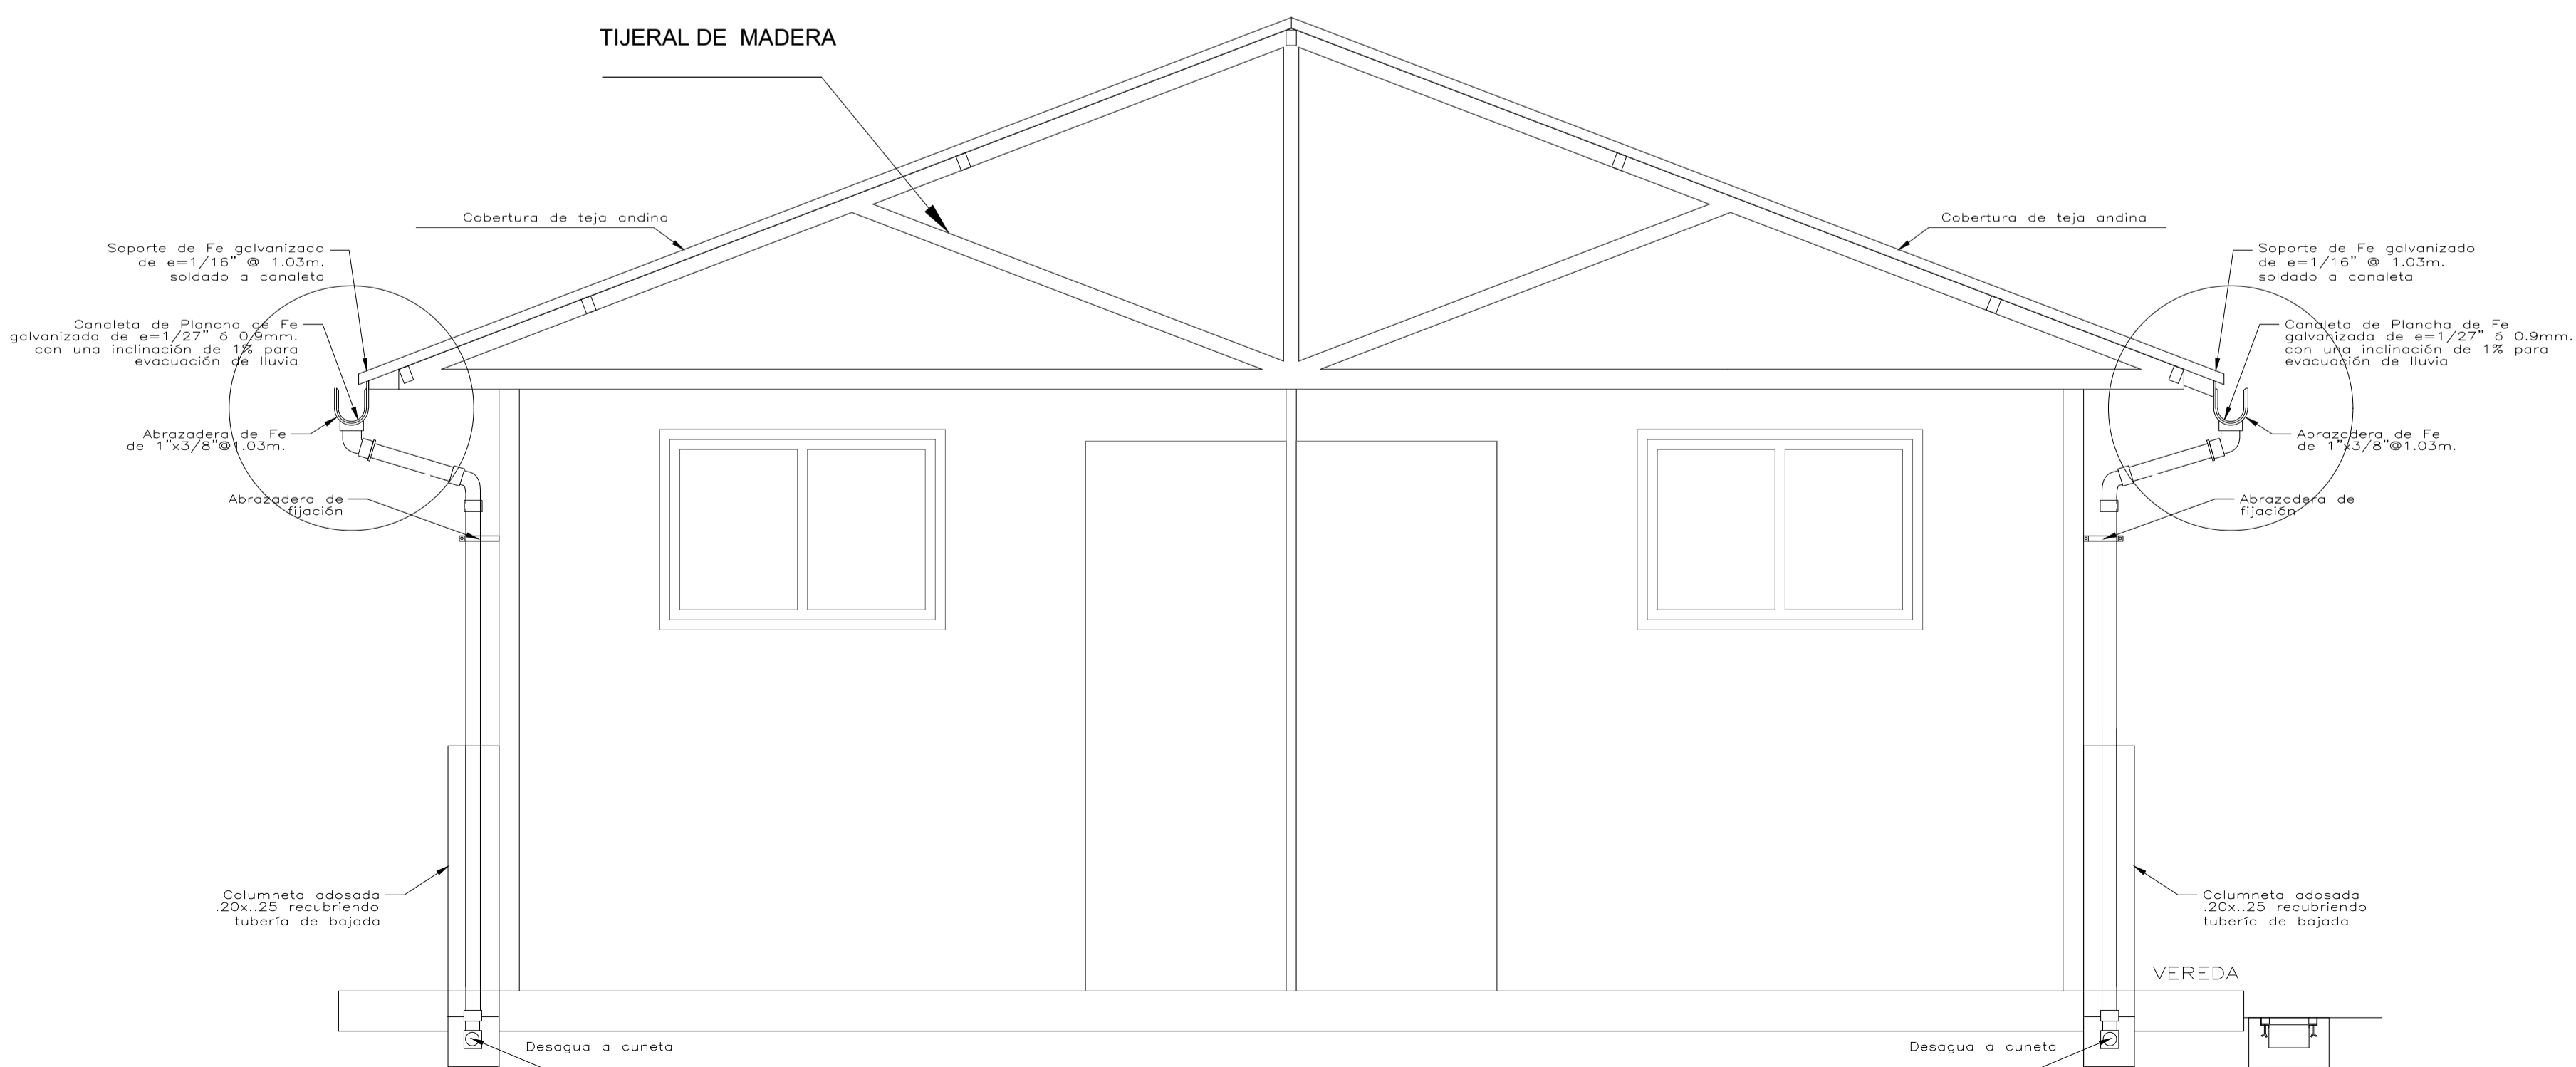 TIJERAL DE MADERA
Cobertura de teja andina
Cobertura de teja andina
Soporte de Fe galvanizado
de e=1/16" @ 1.03m.
soldado a canaleta
Soporte de Fe galvanizado
de e=1/16" @ 1.03m.
soldado a canaleta
Canaleta de Plancha de Fe
galvanizada de e=1/27" ó 0.9mm.
con una inclinación de 1% para
evacuación de lluvia
Canaleta de Plancha de Fe
galvanizada de e=1/27" ó 0.9mm.
con una inclinación de 1% para
evacuación de lluvia
Abrazadera de Fe
de 1"x3/8"@1.03m.
Abrazadera de Fe
de 1"x3/8"@1.03m.
Abrazadera de
fijación
Abrazadera de
fijación
Columneta adosada
.20x..25 recubriendo
tubería de bajada
Columneta adosada
.20x..25 recubriendo
tubería de bajada
VEREDA
Desagua a cuneta
Desagua a cuneta